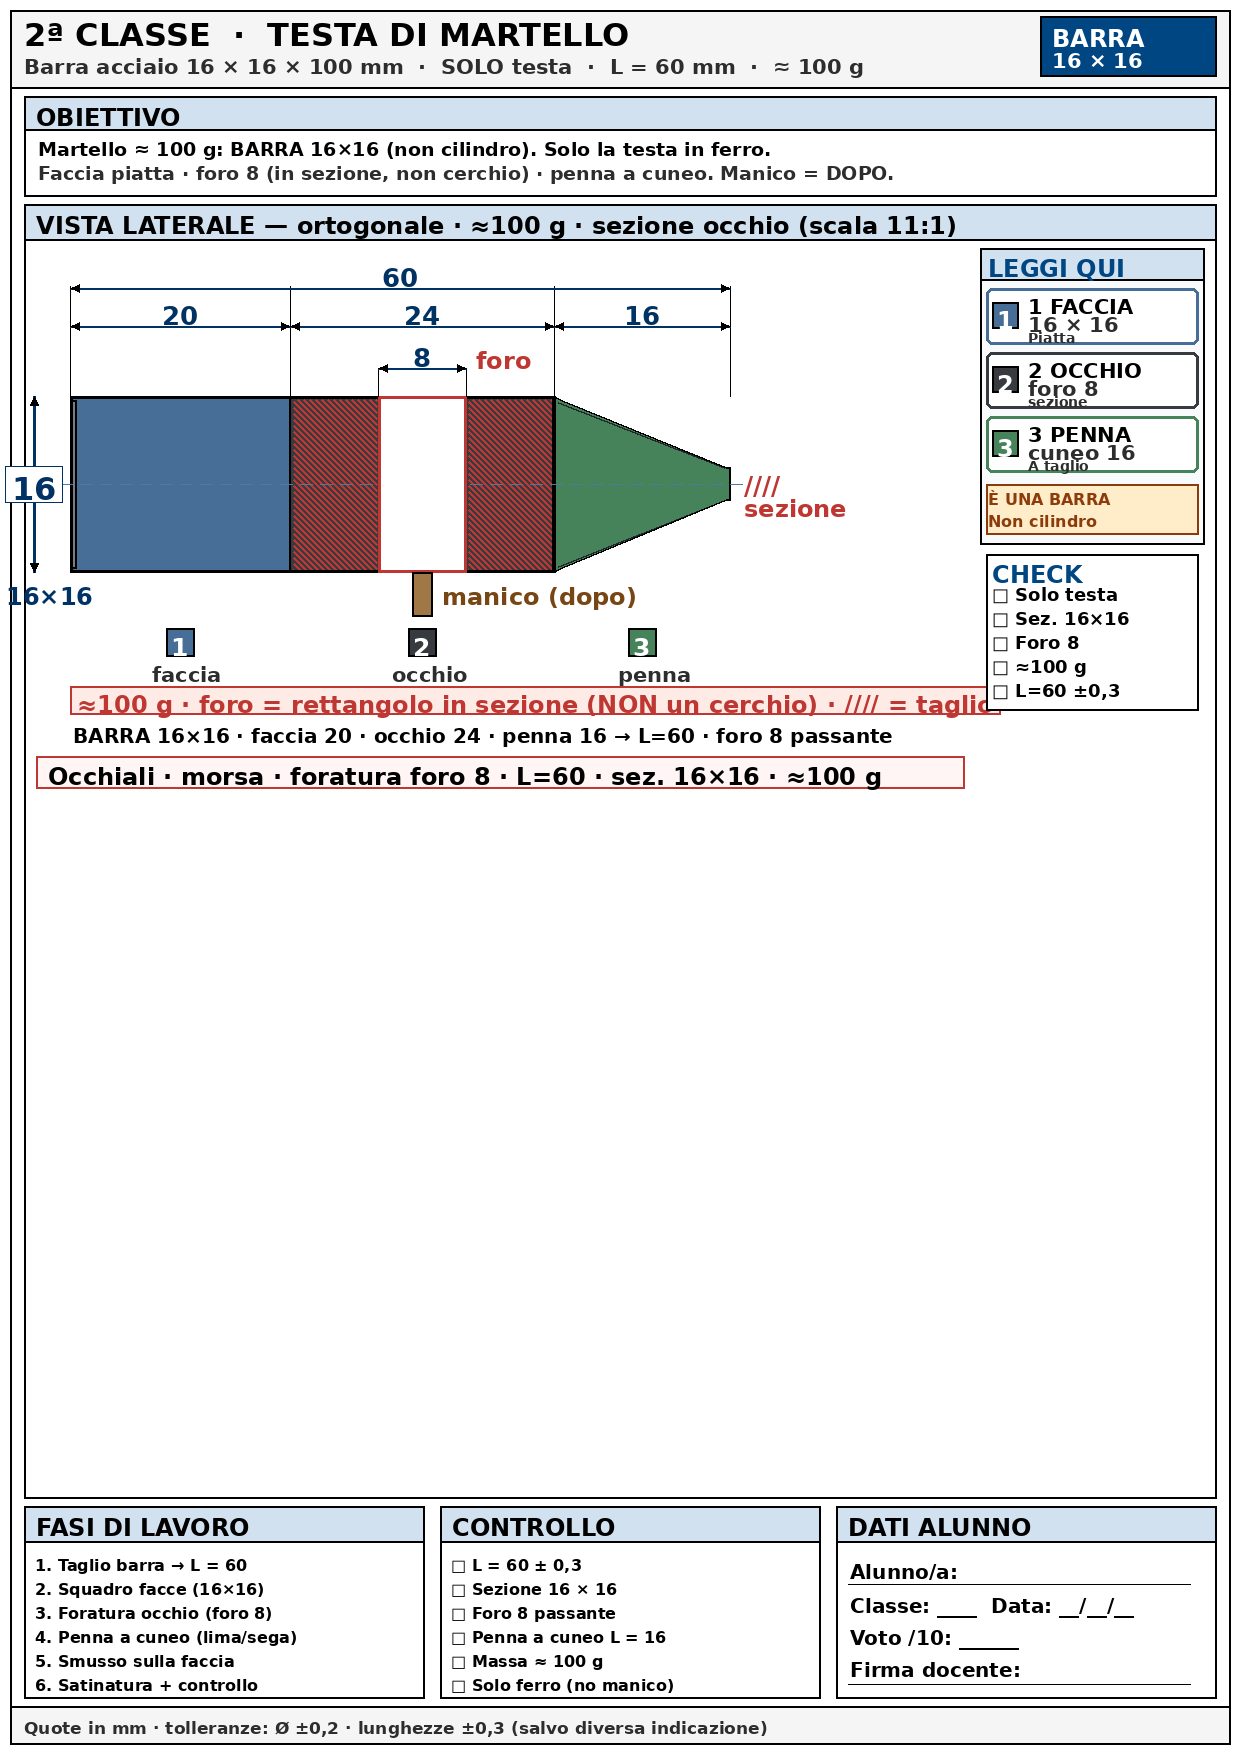 2ª CLASSE · TESTA DI MARTELLO
Barra acciaio 16 × 16 × 100 mm · SOLO testa · L = 60 mm · ≈ 100 g
BARRA
16 × 16
OBIETTIVO
Martello ≈ 100 g: BARRA 16×16 (non cilindro). Solo la testa in ferro.
Faccia piatta · foro 8 (in sezione, non cerchio) · penna a cuneo. Manico = DOPO.
VISTA LATERALE — ortogonale · ≈100 g · sezione occhio (scala 11:1)
60
20
24
16
8
foro
16
////
sezione
16×16
manico (dopo)
1
2
3
faccia
occhio
penna
≈100 g · foro = rettangolo in sezione (NON un cerchio) · //// = taglio
BARRA 16×16 · faccia 20 · occhio 24 · penna 16 → L=60 · foro 8 passante
Occhiali · morsa · foratura foro 8 · L=60 · sez. 16×16 · ≈100 g
LEGGI QUI
1
1 FACCIA
16 × 16
Piatta
2
2 OCCHIO
foro 8
sezione
3
3 PENNA
cuneo 16
A taglio
È UNA BARRA
Non cilindro
CHECK
□ Solo testa
□ Sez. 16×16
□ Foro 8
□ ≈100 g
□ L=60 ±0,3
FASI DI LAVORO
1. Taglio barra → L = 60
2. Squadro facce (16×16)
3. Foratura occhio (foro 8)
4. Penna a cuneo (lima/sega)
5. Smusso sulla faccia
6. Satinatura + controllo
CONTROLLO
□ L = 60 ± 0,3
□ Sezione 16 × 16
□ Foro 8 passante
□ Penna a cuneo L = 16
□ Massa ≈ 100 g
□ Solo ferro (no manico)
DATI ALUNNO
Alunno/a:
Classe: ____ Data: __/__/__
Voto /10: ______
Firma docente:
Quote in mm · tolleranze: Ø ±0,2 · lunghezze ±0,3 (salvo diversa indicazione)